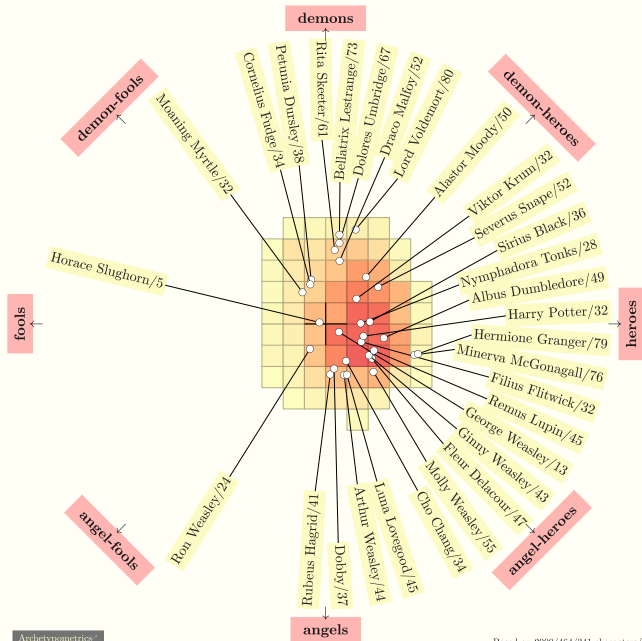 demons
demon-fools
demon-heroes
Moaning Myrtle/32
Cornelius Fudge/34
Petunia Dursley/38
Rita Skeeter/61
Bellatrix Lestrange/73
Dolores Umbridge/67
Draco Malfoy/52
Lord Voldemort/80
Alastor Moody/50
Viktor Krum/32
Severus Snape/52
Sirius Black/36
Nymphadora Tonks/28
Albus Dumbledore/49
Horace Slughorn/5
fools
heroes
Harry Potter/32
Hermione Granger/79
Minerva McGonagall/76
Filius Flitwick/32
Remus Lupin/45
George Weasley/13
Ginny Weasley/43
Fleur Delacour/47
Molly Weasley/55
Cho Chang/34
Luna Lovegood/45
Arthur Weasley/44
Dobby/37
Rubeus Hagrid/41
Ron Weasley/24
angel-fools
angel-heroes
angels
Archetypometrics